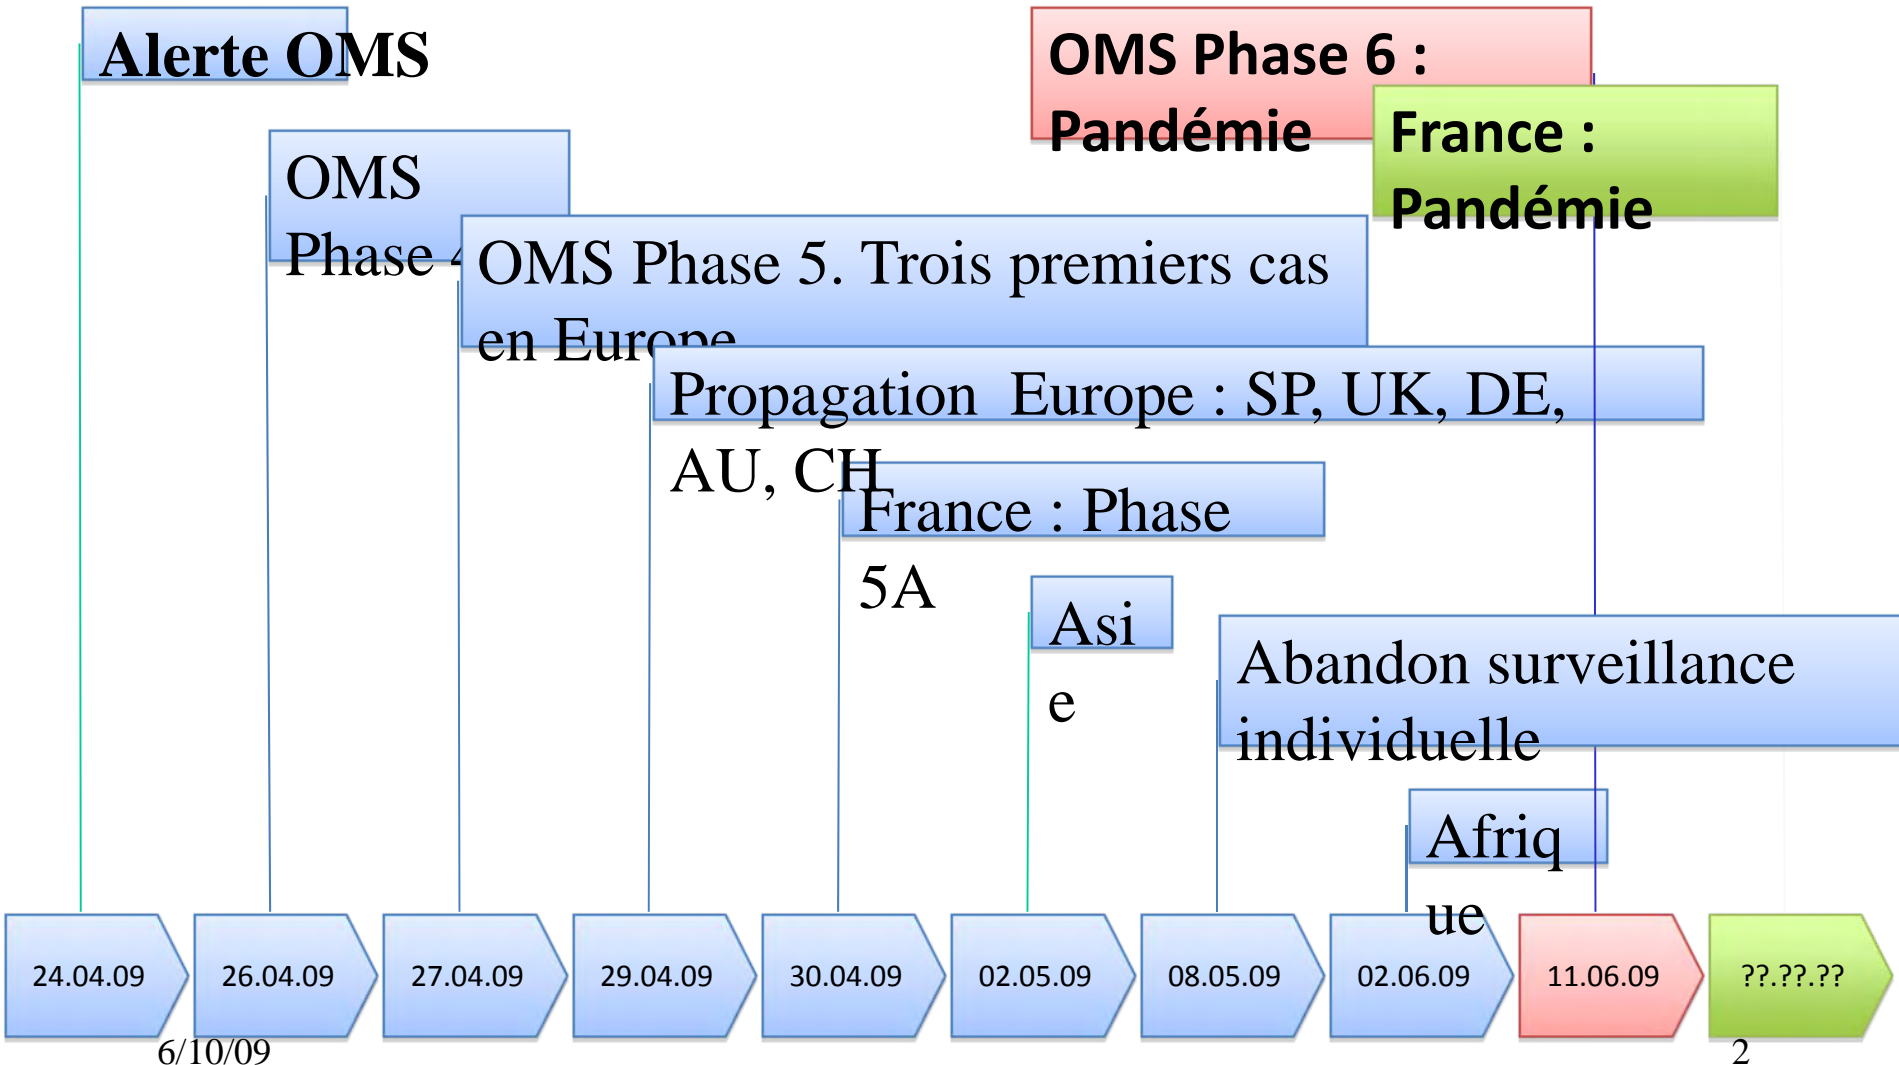 Alerte OMS
OMS Phase 6 :
Pandémie
France :
Pandémie
OMS
Phase 4
OMS Phase 5. Trois premiers cas
en Europe
Propagation  Europe : SP, UK, DE,
AU, CH
France : Phase
5A
Asi
e
Abandon surveillance
individuelle
Afriq
ue
24.04.09
26.04.09
27.04.09
29.04.09
30.04.09
02.05.09
08.05.09
02.06.09
11.06.09
??.??.??
6/10/09
2